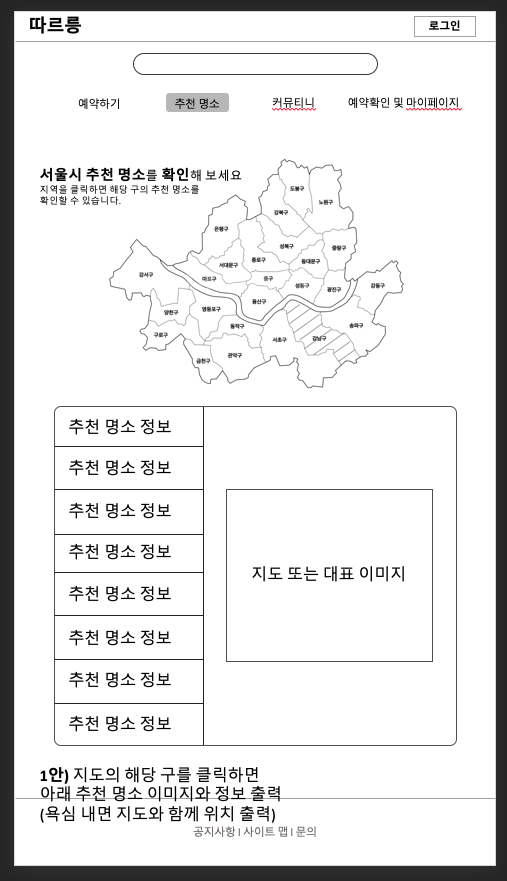 따르릉
로그인
예약하기 추천 명소 커뮤티니 예약확인 및 마이페이지
서울시 추천 명소를 확인해 보세요
지역을 클릭하면 해당 구의 추천 명소를
확인할 수 있습니다.
도봉구
노원구
강북구
은평구
성북구
중랑구
종로구
동대문구
서대문구
강서구
마포구
중구
성동구
광진구
강동구
용산구
양천구
영등포구
동작구
송파구
구로구
서초구
강남구
관악구
금천구
추천 명소 정보
추천 명소 정보
추천 명소 정보
추천 명소 정보
추천 명소 정보
추천 명소 정보
추천 명소 정보
추천 명소 정보
지도 또는 대표 이미지
1안) 지도의 해당 구를 클릭하면
아래 추천 명소 이미지와 정보 출력
(욕심 내면 지도와 함께 위치 출력)
공지사항 I 사이트 맵 I 문의